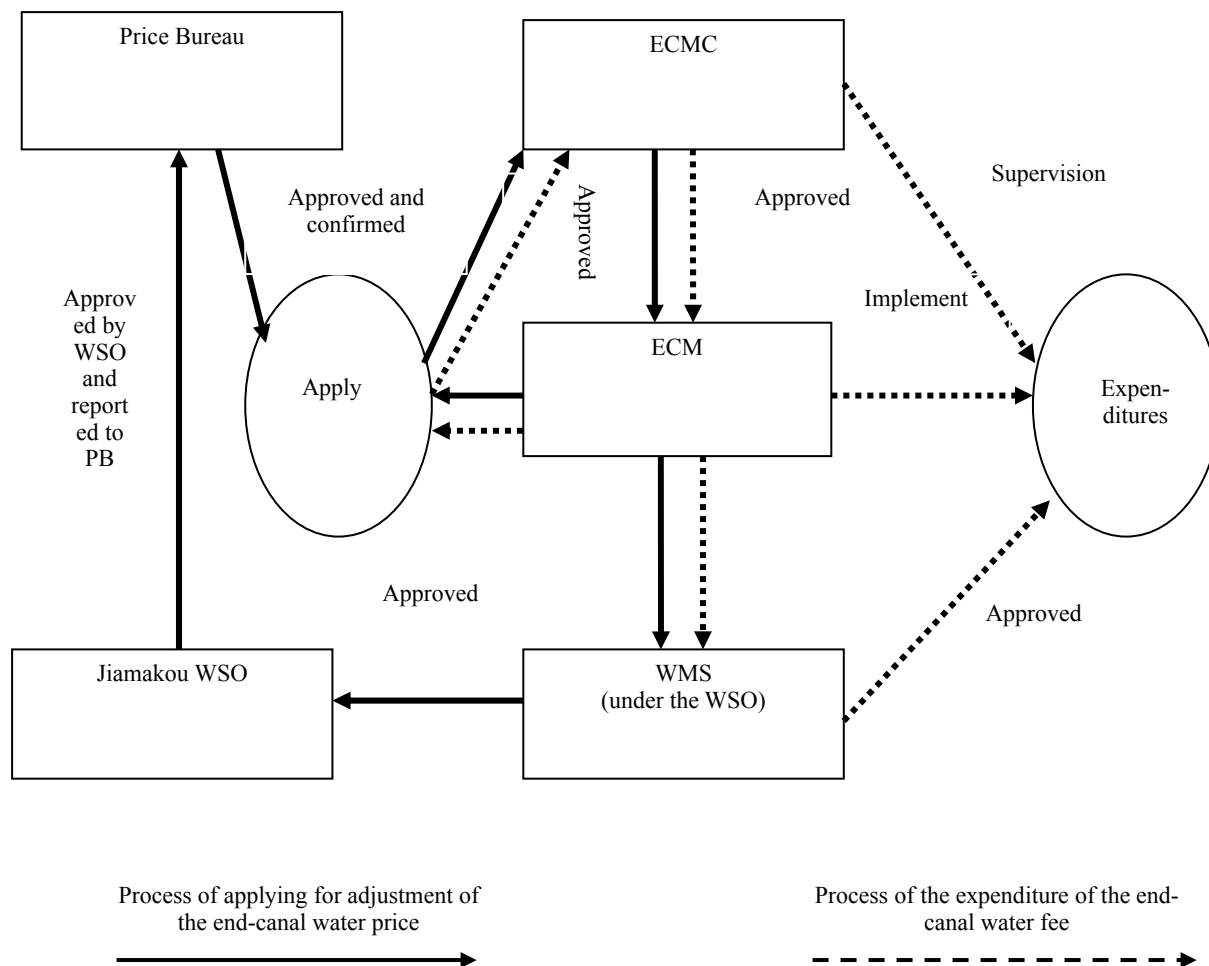 Price Bureau
ECMC
Supervision
Approved and
confirmed
Approved
Approved
Approv
ed by
WSO
and
report
ed to
PB
Implement
ECM
Apply
Expen-
ditures
Approved
Approved
Jiamakou WSO
WMS
(under the WSO)
Process of applying for adjustment of
the end-canal water price
Process of the expenditure of the end-
canal water fee